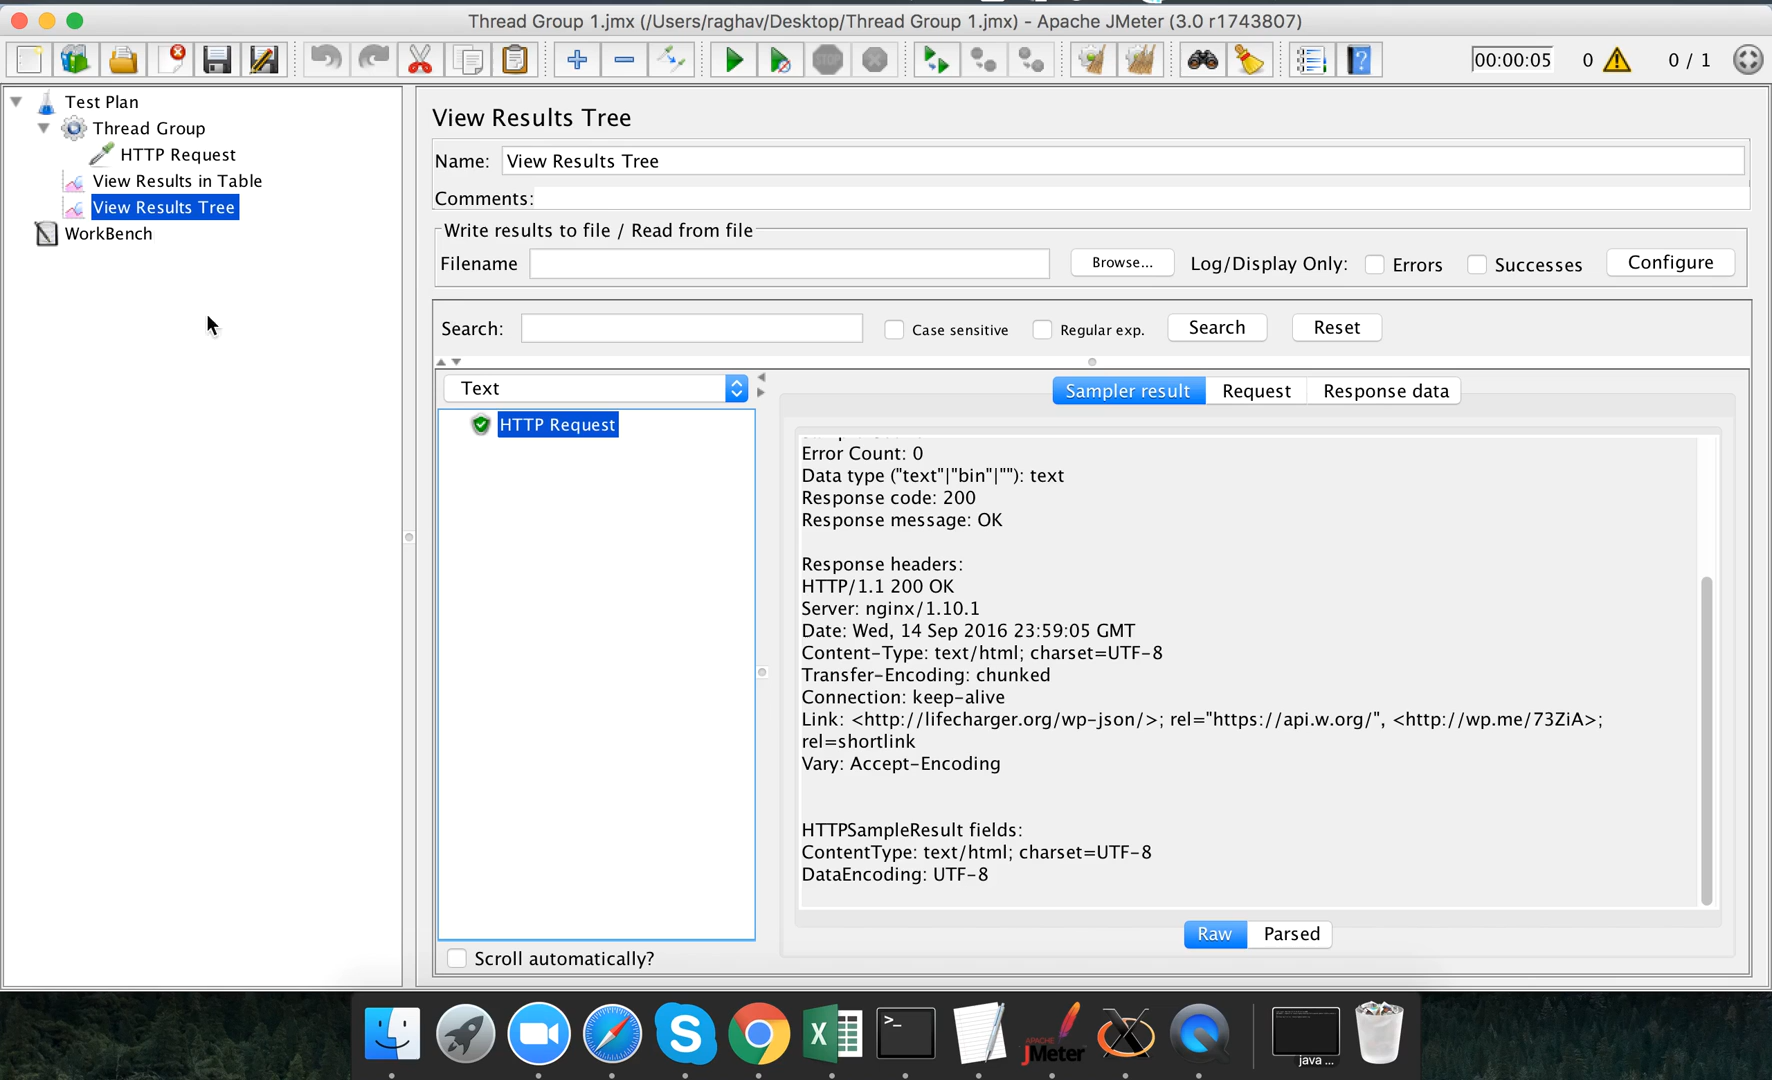 Thread Group 1.jmx (/Users/raghav/Desktop/Thread Group 1.jmx) - Apache JMeter (3.0 r1743807)
STOP
00:00:05
0
0 / 1
Test Plan
Thread Group
HTTP Request
View Results in Table
View Results Tree
WorkBench
View Results Tree
Name: View Results Tree
Comments:
Write results to file / Read from file
Filename Browse... Log/Display Only: Errors Successes Configure
Search: Case sensitive Regular exp. Search Reset
Text
Sampler result Request Response data
HTTP Request
Error Count: 0
Data type ("text"|"bin"|""): text
Response code: 200
Response message: OK
Response headers:
HTTP/1.1 200 OK
Server: nginx/1.10.1
Date: Wed, 14 Sep 2016 23:59:05 GMT
Content-Type: text/html; charset=UTF-8
Transfer-Encoding: chunked
Connection: keep-alive
Link: <http://lifecharger.org/wp-json/>; rel="https://api.w.org/", <http://wp.me/73ZiA>;
rel=shortlink
Vary: Accept-Encoding
HTTPSampleResult fields:
ContentType: text/html; charset=UTF-8
DataEncoding: UTF-8
Raw Parsed
Scroll automatically?
APACHE
JMeter
java ...